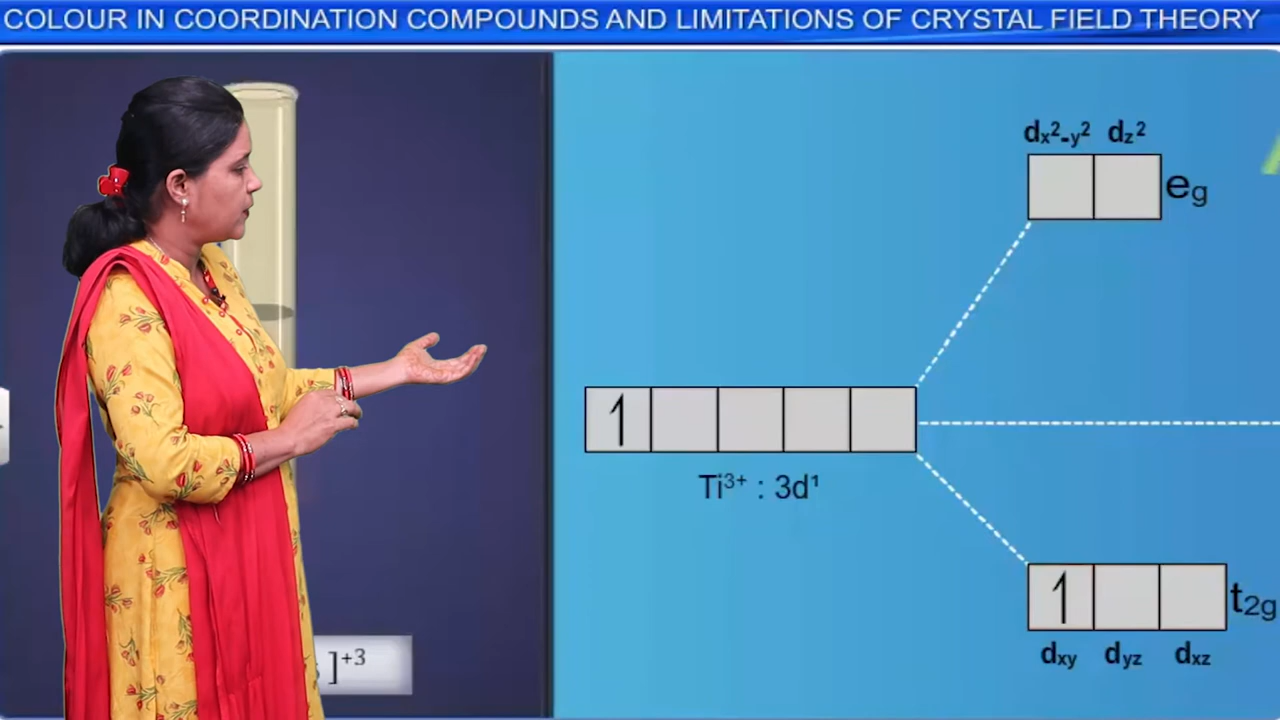 COLOUR IN COORDINATION COMPOUNDS AND LIMITATIONS OF CRYSTAL FIELD THEORY
dx²-y² dz²
eg
1
Ti³⁺ : 3d¹
1
t2g
dxy dyz dxz
]⁺³